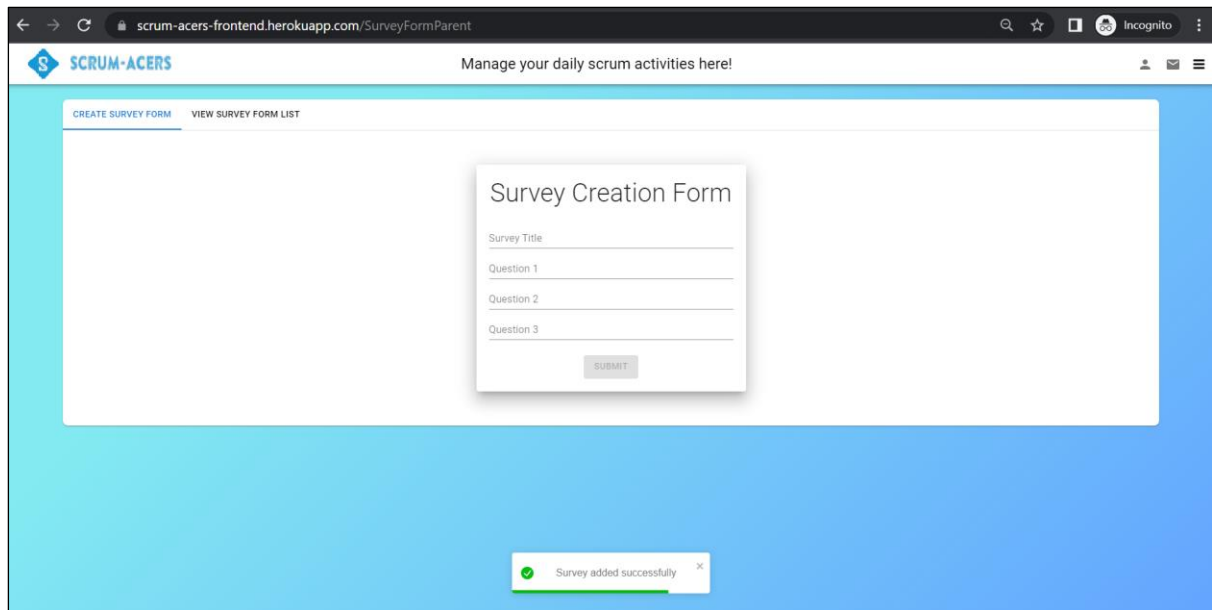 scrum-acers-frontend.herokuapp.com/SurveyFormParent
Incognito
S
SCRUM-ACERS
Manage your daily scrum activities here!
CREATE SURVEY FORM
VIEW SURVEY FORM LIST
Survey Creation Form
Survey Title
Question 1
Question 2
Question 3
SUBMIT
Survey added successfully